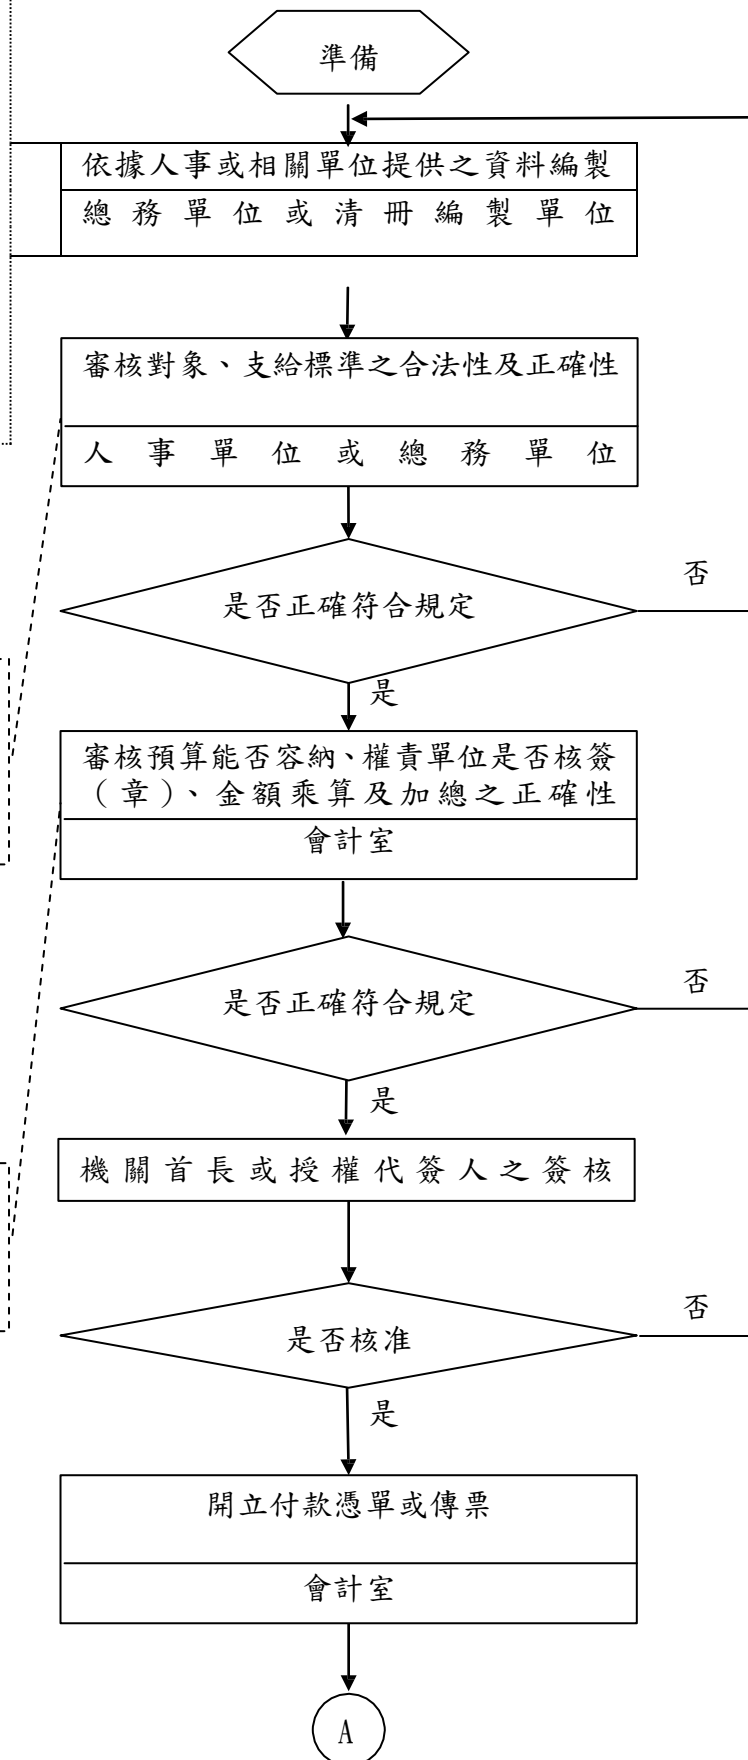 準備
依據人事或相關單位提供之資料編製
總務單位或清冊編製單位
審核對象、支給標準之合法性及正確性
人事單位或總務單位
是否正確符合規定
否
是
審核預算能否容納、權責單位是否核簽
（章）、金額乘算及加總之正確性
會計室
是否正確符合規定
否
是
機關首長或授權代簽人之簽核
是否核准
否
是
開立付款憑單或傳票
會計室
A